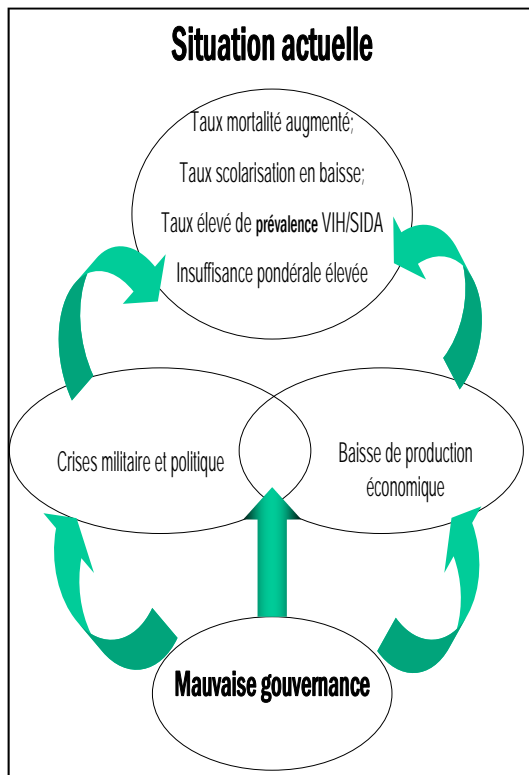 Situation actuelle
Taux mortalité augmenté;
Taux scolarisation en baisse;
Taux élevé de prévalence VIH/SIDA
Insuffisance pondérale élevée
Crises militaire et politique
Baisse de production
économique
Mauvaise gouvernance